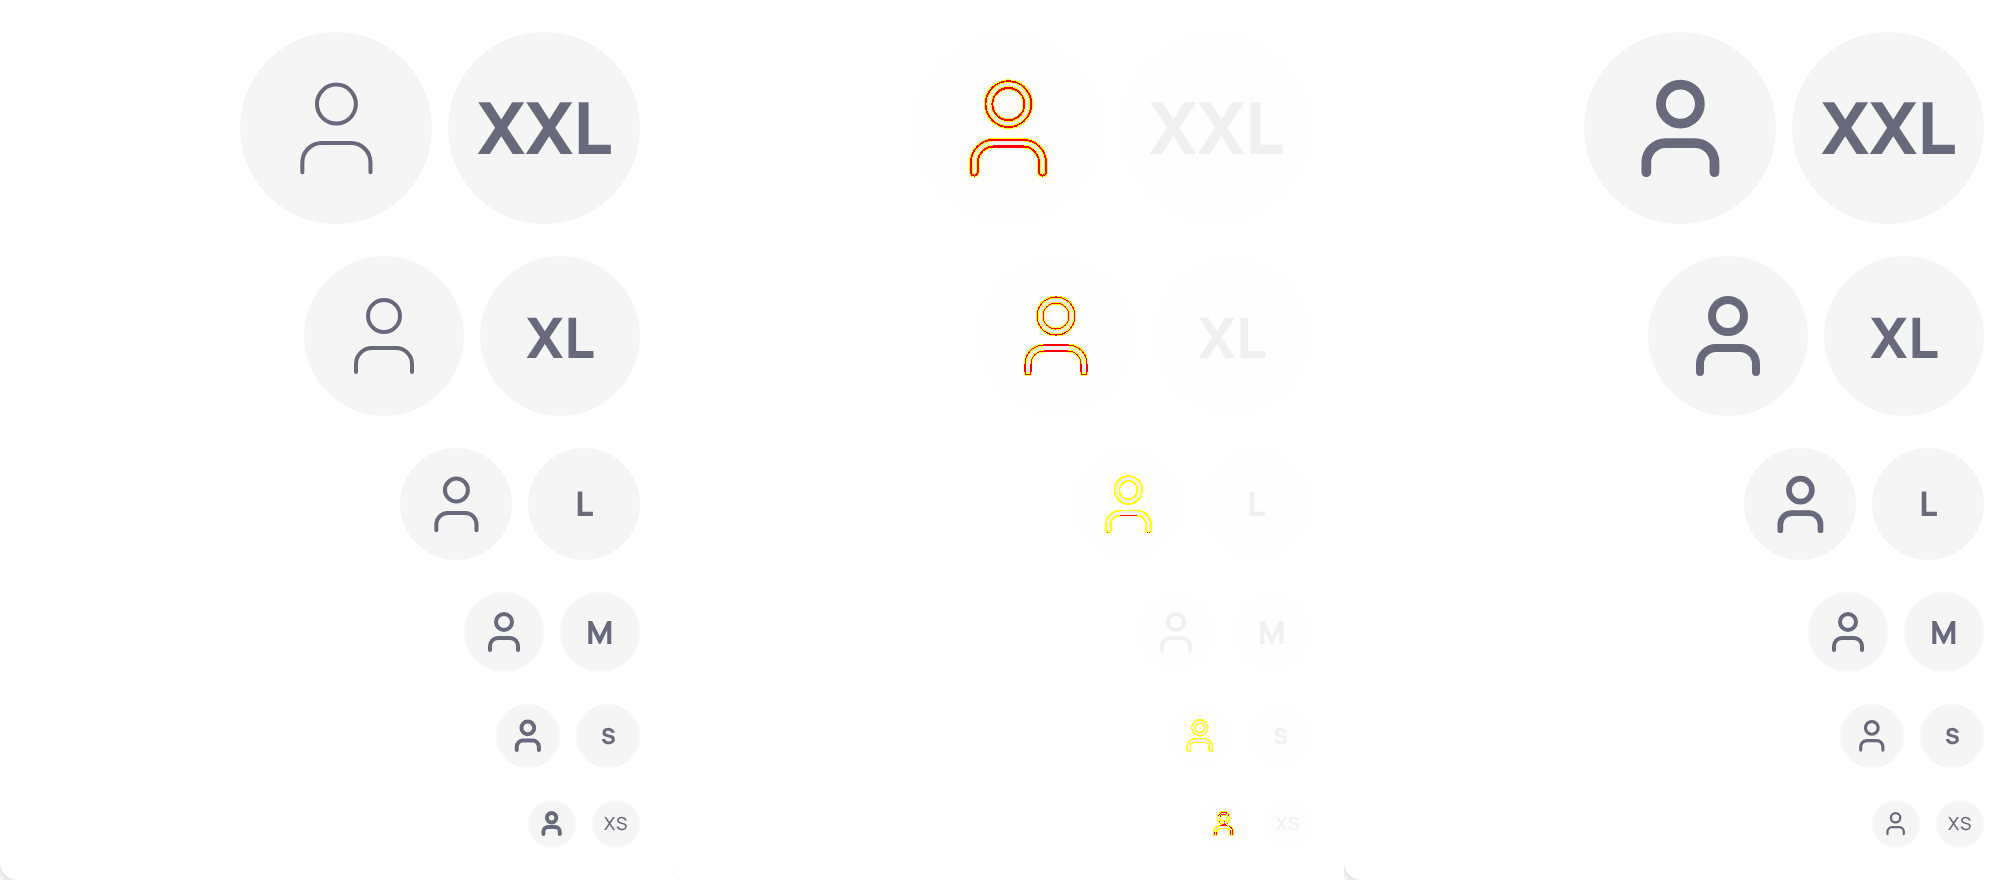 XXL XXL XXL
XL XL XL
L L L
M M M
S S S
XS XS XS